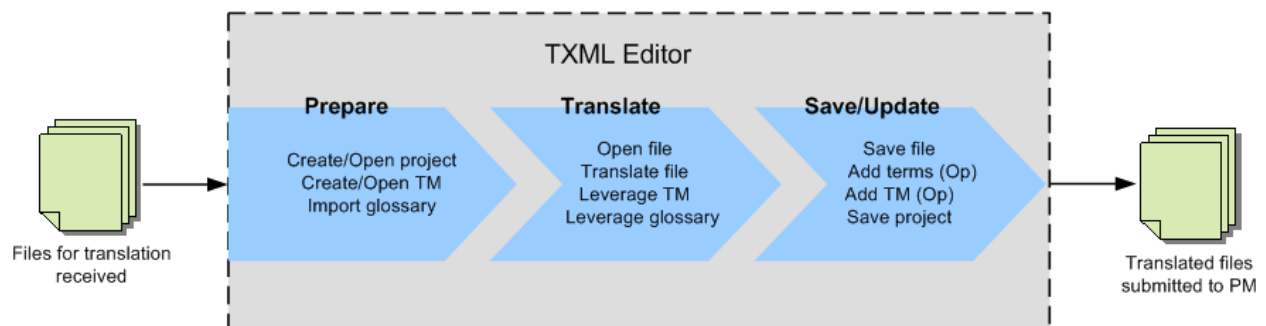 TXML Editor
Prepare
Create/Open project
Create/Open TM
Import glossary
Translate
Open file
Translate file
Leverage TM
Leverage glossary
Save/Update
Save file
Add terms (Op)
Add TM (Op)
Save project
Files for translation
received
Translated files
submitted to PM